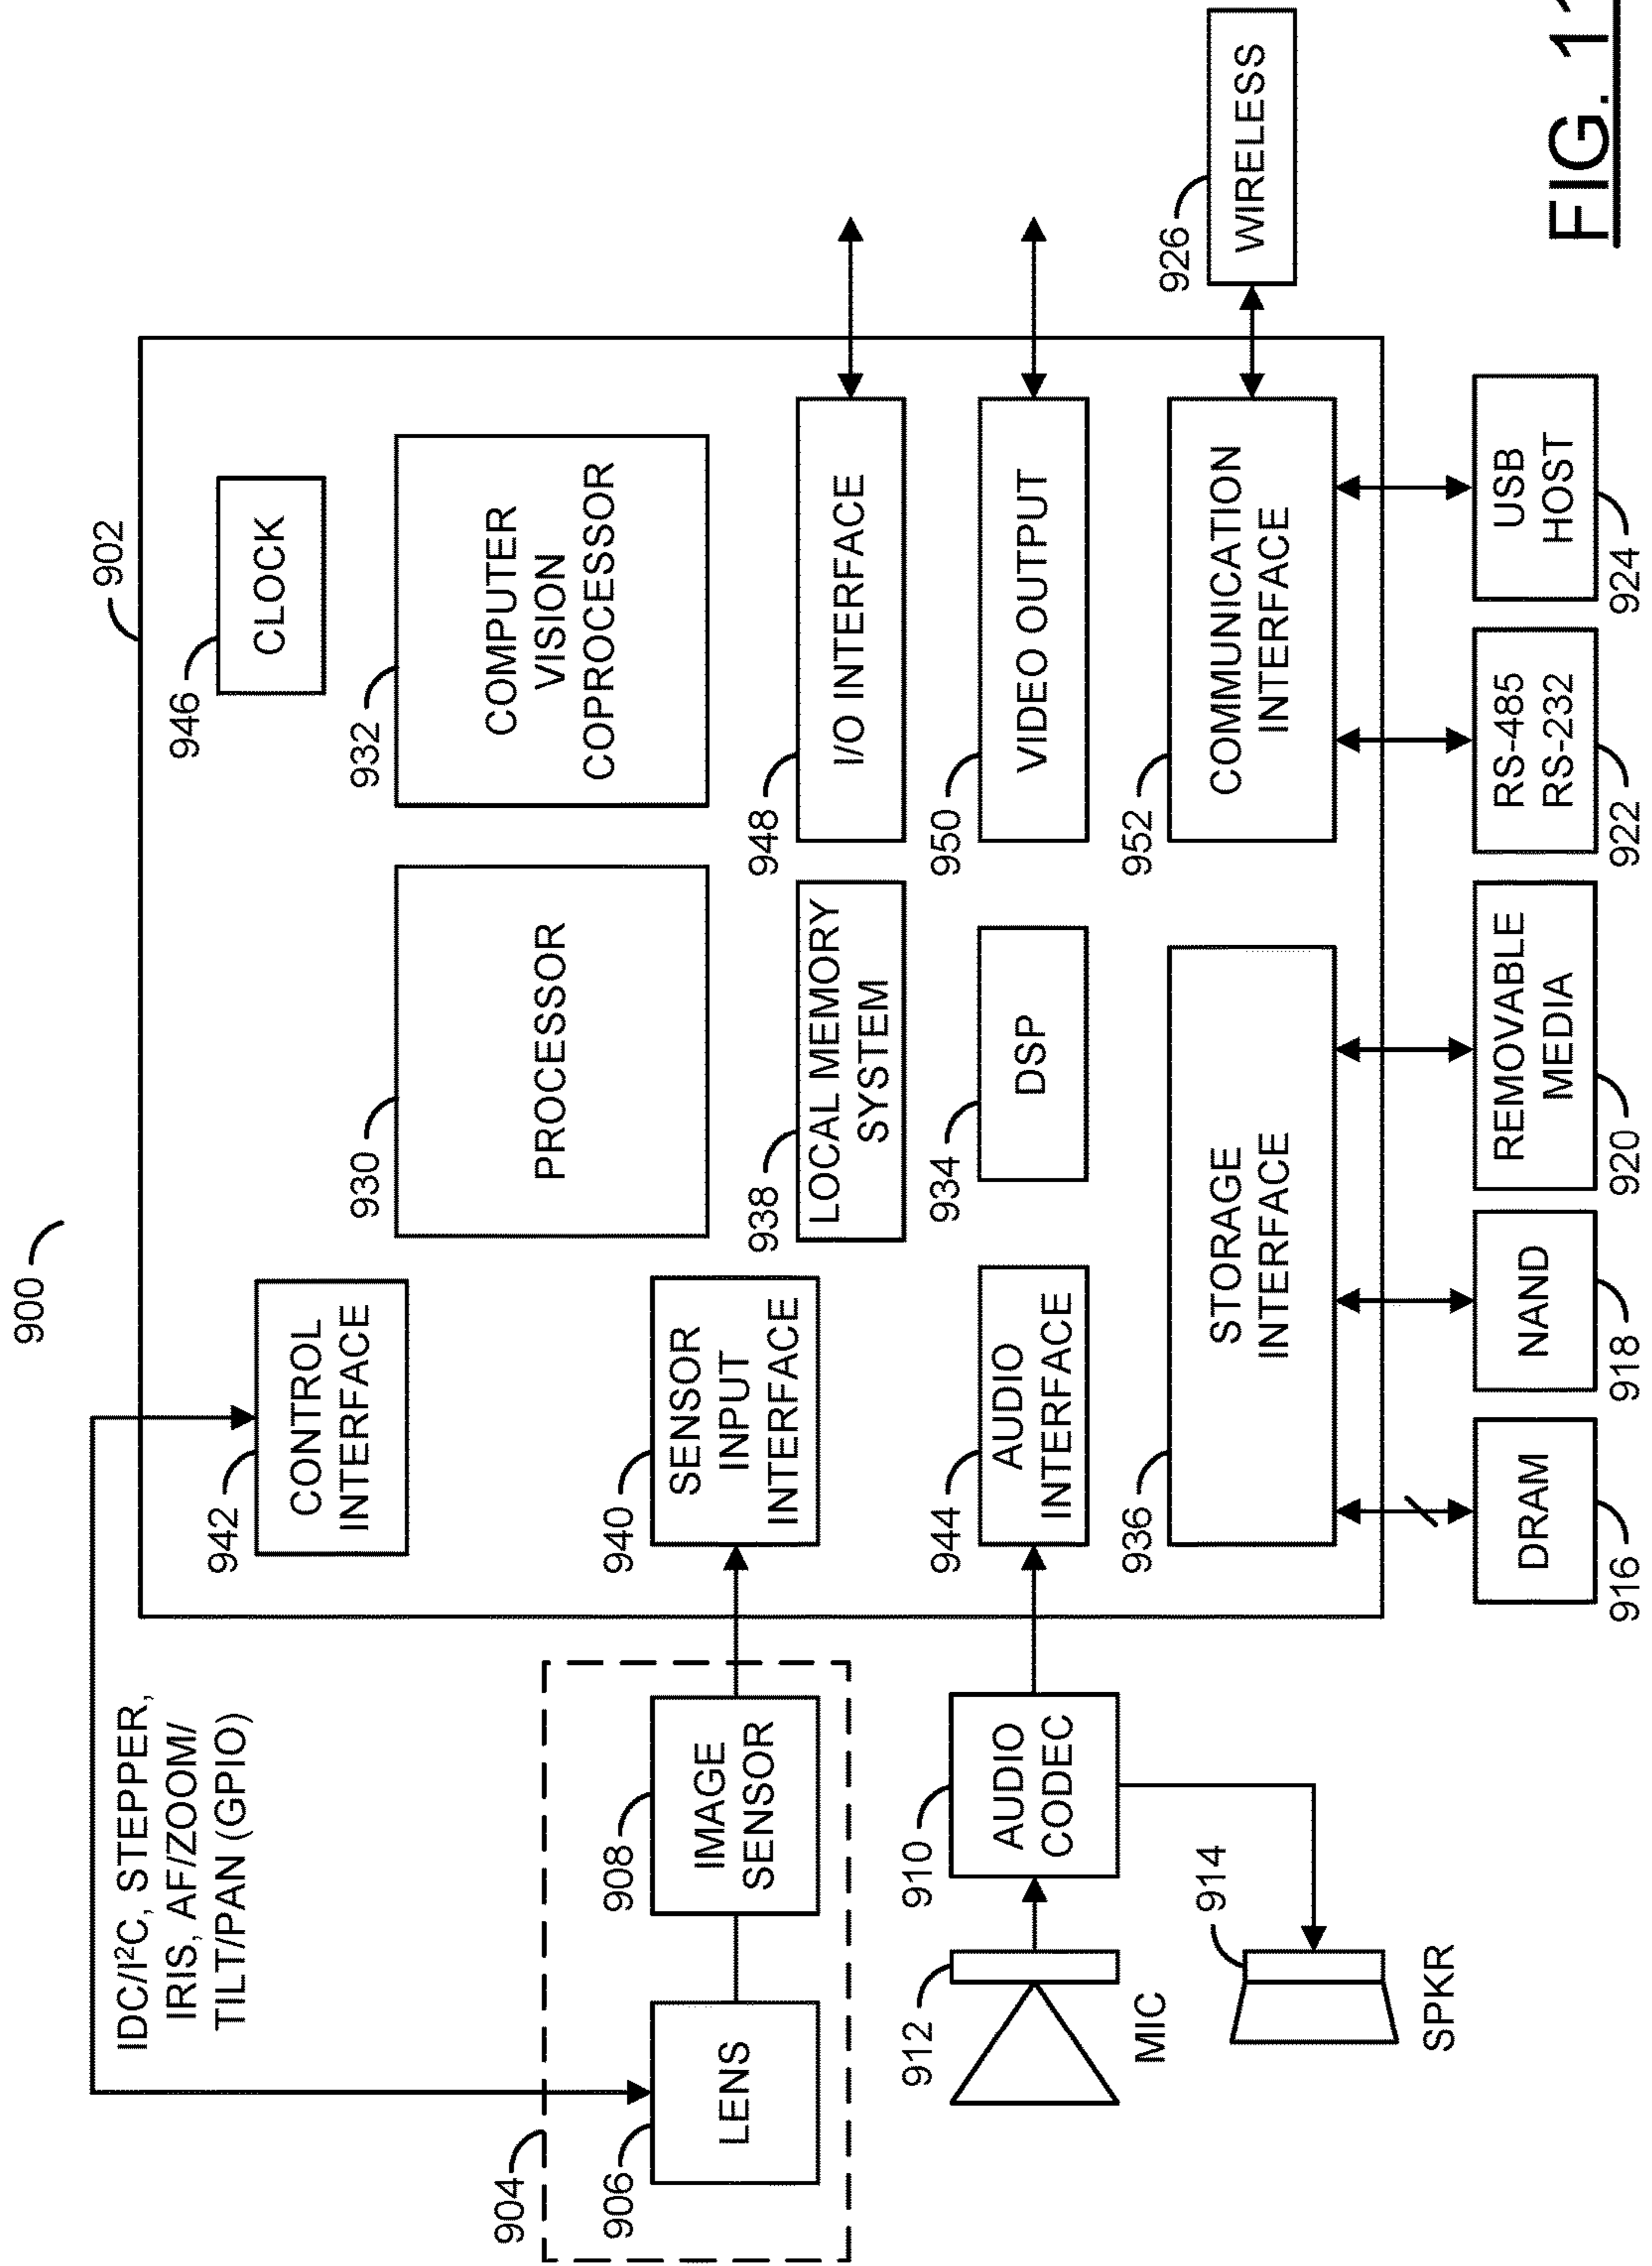 900
IDC/I²C, STEPPER,
IRIS, AF/ZOOM/
TILT/PAN (GPIO)
902
942
CONTROL
INTERFACE
946
CLOCK
930
PROCESSOR
932
COMPUTER
VISION
COPROCESSOR
904
906
LENS
908
IMAGE
SENSOR
940
SENSOR
INPUT
INTERFACE
938
LOCAL MEMORY
SYSTEM
948
I/O INTERFACE
912
MIC
910
AUDIO
CODEC
944
AUDIO
INTERFACE
934
DSP
950
VIDEO OUTPUT
914
SPKR
936
STORAGE
INTERFACE
952
COMMUNICATION
INTERFACE
926
WIRELESS
DRAM
916
NAND
918
REMOVABLE
MEDIA
920
RS-485
RS-232
922
USB
HOST
924
FIG. 11